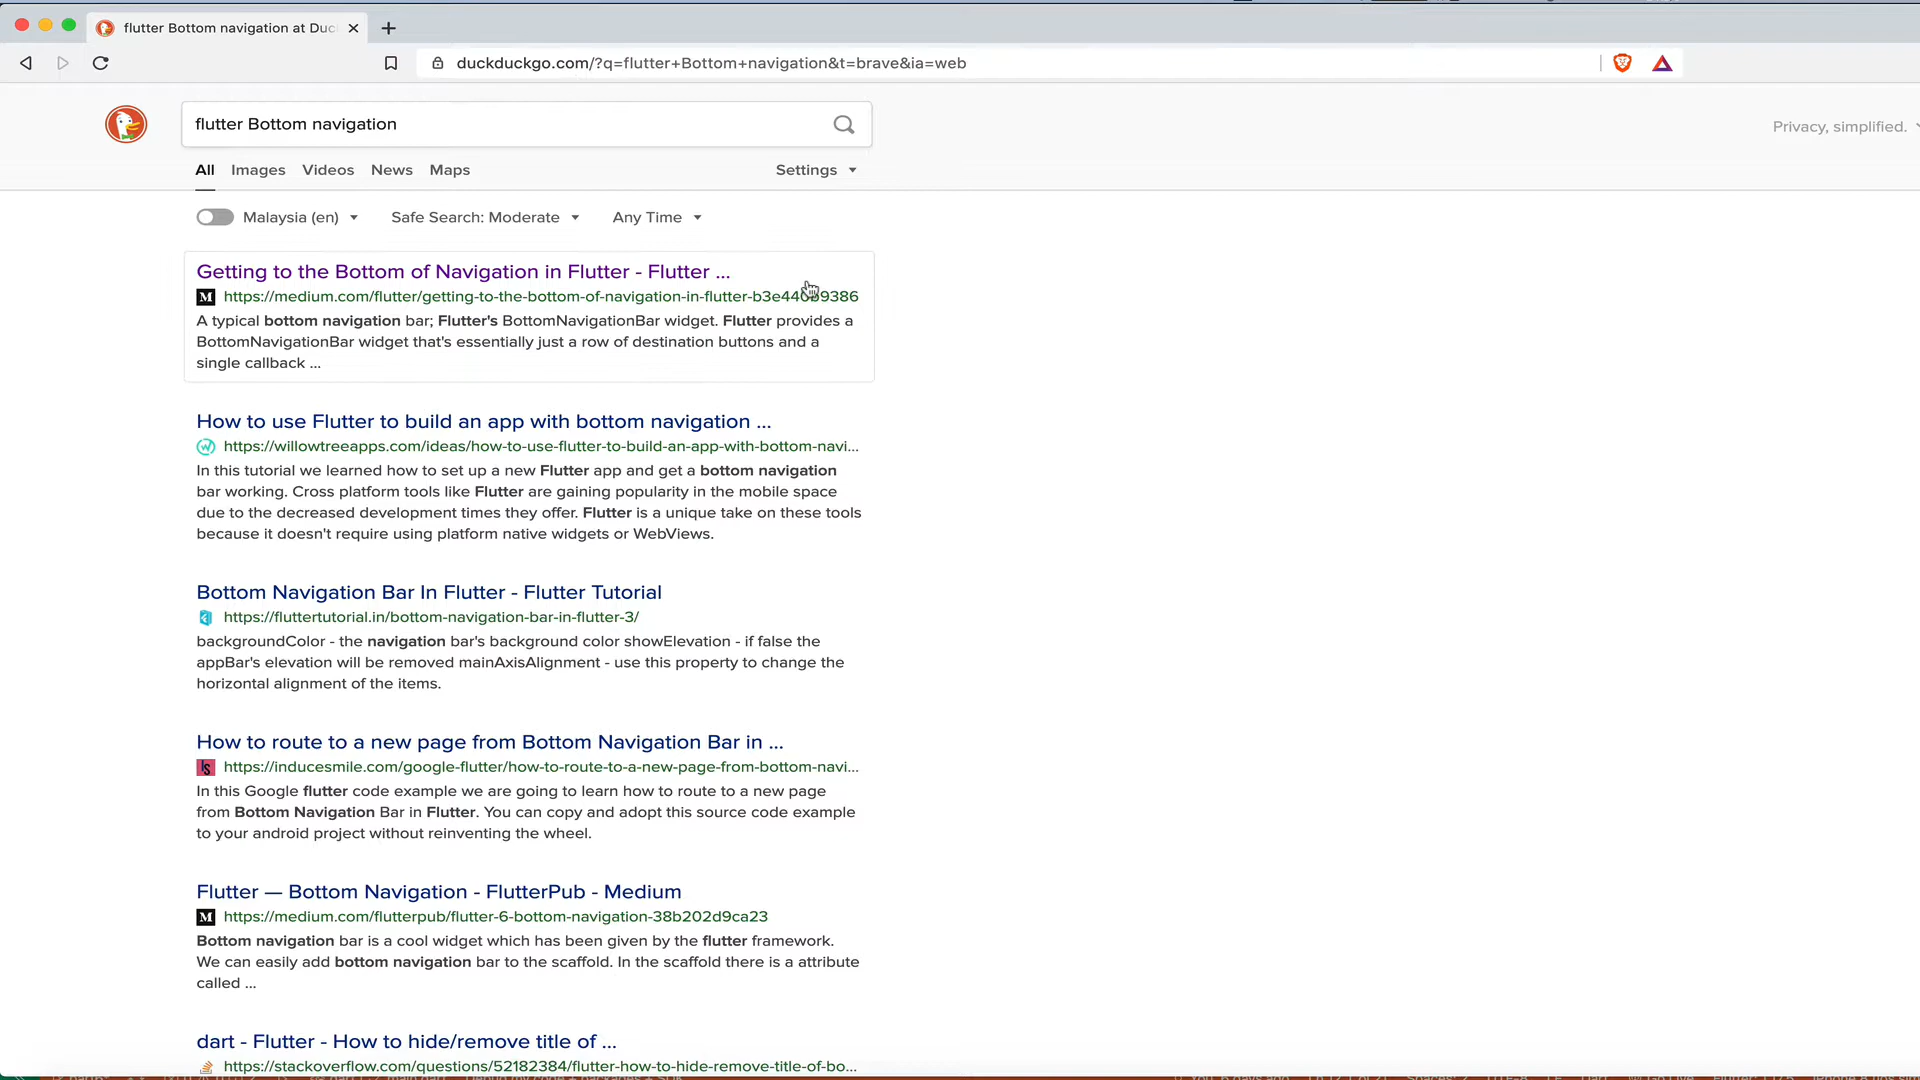 flutter Bottom navigation at Duc
duckduckgo.com/?q=flutter+Bottom+navigation&t=brave&ia=web
flutter Bottom navigation
Privacy, simplified.
All Images Videos News Maps Settings
Malaysia (en) Safe Search: Moderate Any Time
Getting to the Bottom of Navigation in Flutter - Flutter ...
M https://medium.com/flutter/getting-to-the-bottom-of-navigation-in-flutter-
A typical bottom navigation bar; Flutter's BottomNavigationBar widget. Flutter provides a
BottomNavigationBar widget that's essentially just a row of destination buttons and a
single callback ...
How to use Flutter to build an app with bottom navigation ...
https://willowtreeapps.com/ideas/how-to-use-flutter-to-build-an-app-with-bottom-navi...
In this tutorial we learned how to set up a new Flutter app and get a bottom navigation
bar working. Cross platform tools like Flutter are gaining popularity in the mobile space
due to the decreased development times they offer. Flutter is a unique take on these tools
because it doesn't require using platform native widgets or WebViews.
Bottom Navigation Bar In Flutter - Flutter Tutorial
https://fluttertutorial.in/bottom-navigation-bar-in-flutter-3/
backgroundColor - the navigation bar's background color showElevation - if false the
appBar's elevation will be removed mainAxisAlignment - use this property to change the
horizontal alignment of the items.
How to route to a new page from Bottom Navigation Bar in ...
https://inducesmile.com/google-flutter/how-to-route-to-a-new-page-from-bottom-navi...
In this Google flutter code example we are going to learn how to route to a new page
from Bottom Navigation Bar in Flutter. You can copy and adopt this source code example
to your android project without reinventing the wheel.
Flutter — Bottom Navigation - FlutterPub - Medium
M https://medium.com/flutterpub/flutter-6-bottom-navigation-38b202d9ca23
Bottom navigation bar is a cool widget which has been given by the flutter framework.
We can easily add bottom navigation bar to the scaffold. In the scaffold there is a attribute
called ...
dart - Flutter - How to hide/remove title of ...
https://stackoverflow.com/questions/52182384/flutter-how-to-hide-remove-title-of-bo...